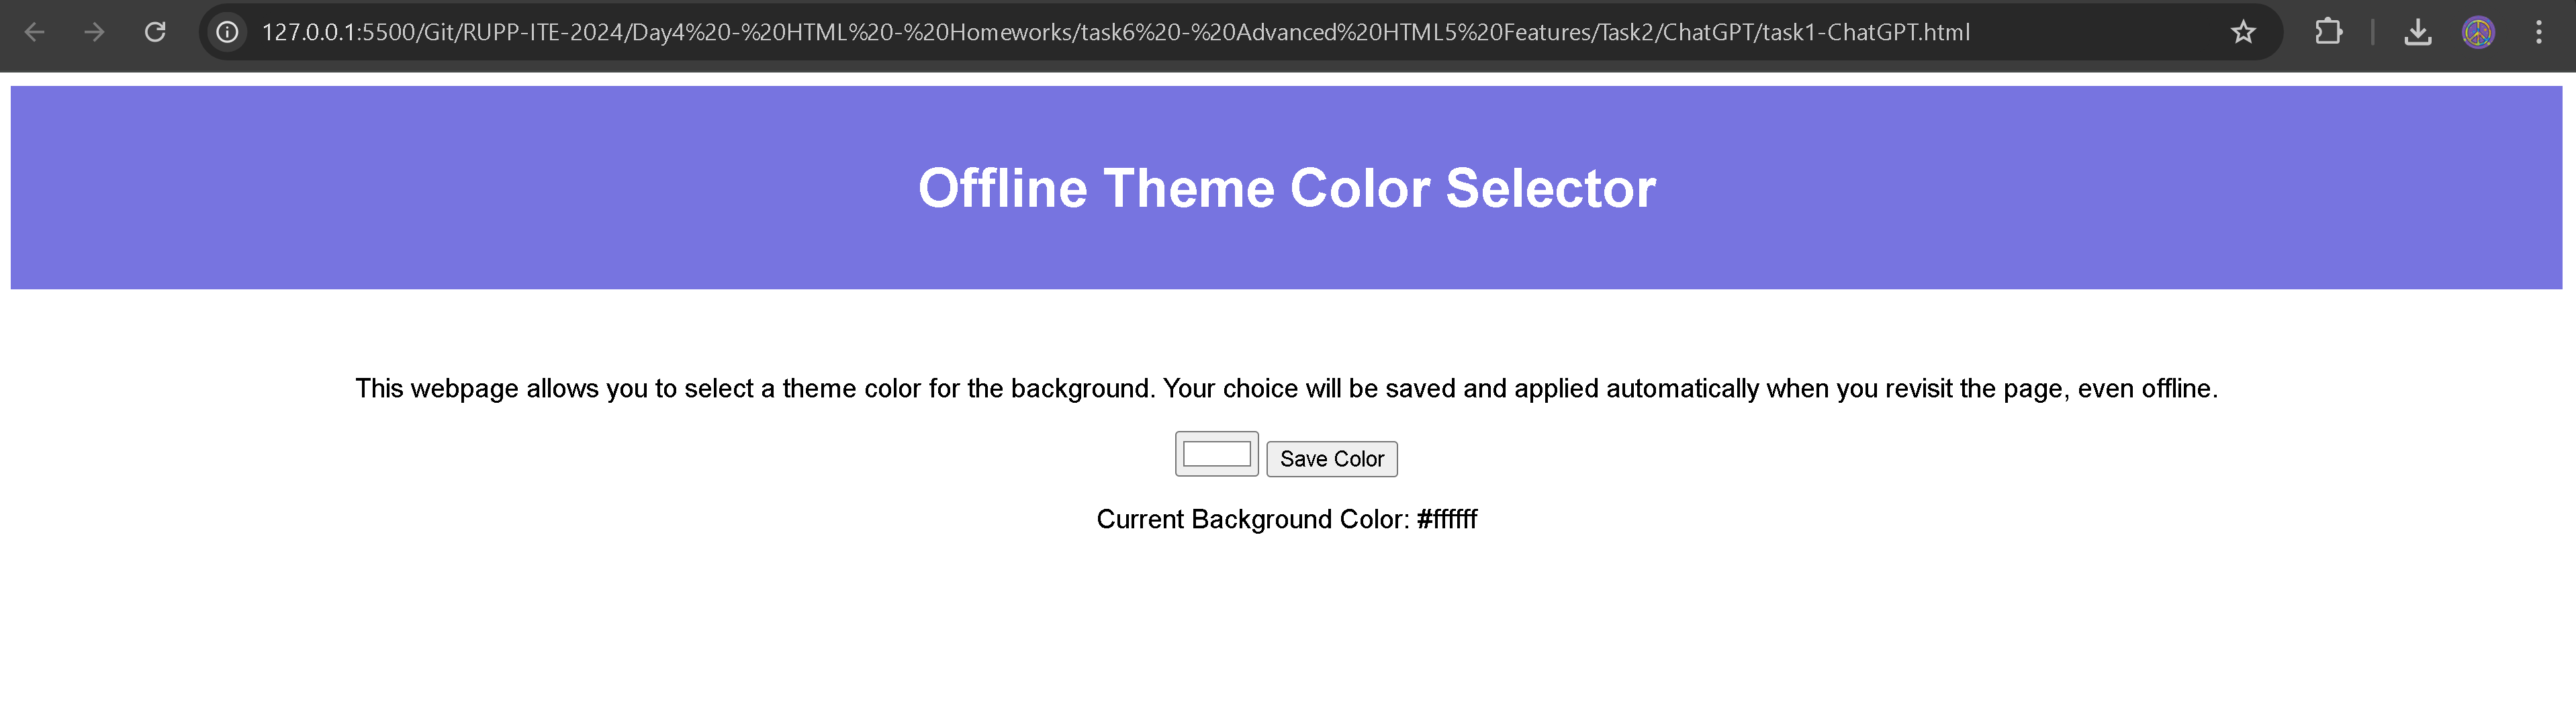 127.0.0.1:5500/Git/RUPP-ITE-2024/Day4%20-%20HTML%20-%20Homeworks/task6%20-%20Advanced%20HTML5%20Features/Task2/ChatGPT/task1-ChatGPT.html
Offline Theme Color Selector
This webpage allows you to select a theme color for the background. Your choice will be saved and applied automatically when you revisit the page, even offline.
Save Color
Current Background Color: #ffffff